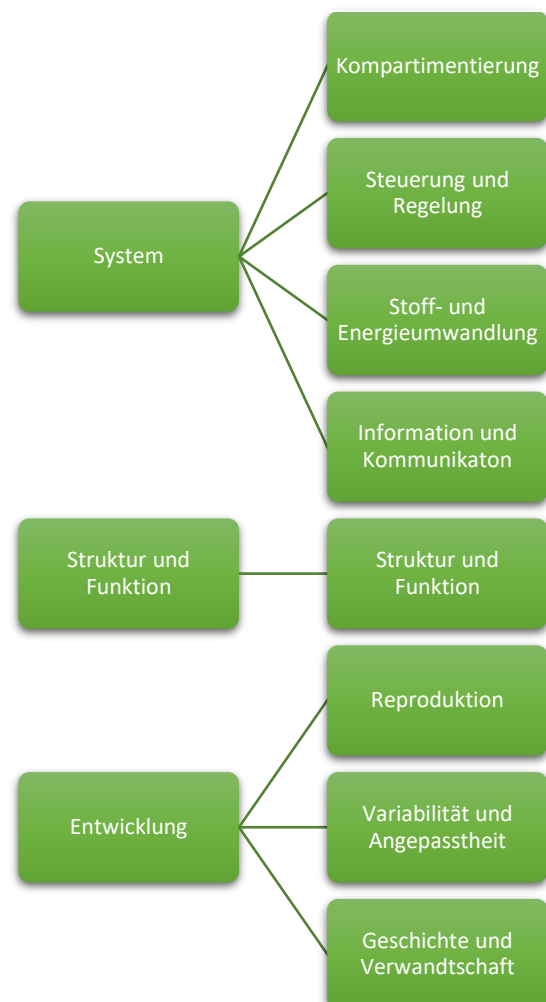 System
Kompartimentierung
Steuerung und
Regelung
Stoff- und
Energieumwandlung
Information und
Kommunikaton
Struktur und
Funktion
Struktur und
Funktion
Entwicklung
Reproduktion
Variabilität und
Angepasstheit
Geschichte und
Verwandtschaft